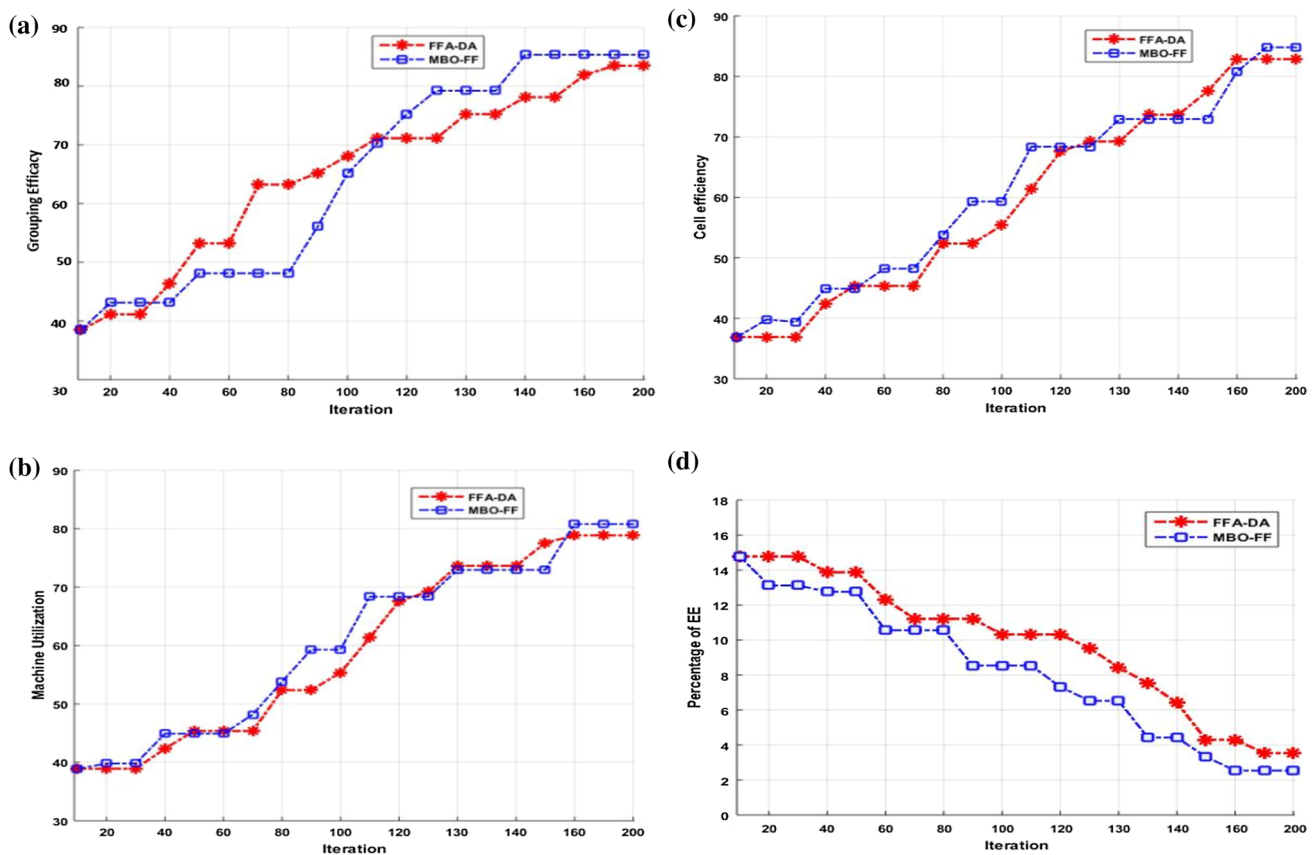 (a)
90
80
70
60
50
40
30
Grouping Efficacy
FFA-DA
MBO-FF
20 40 60 80 100 120 130 140 160 200
Iteration
(c)
90
80
70
60
50
40
30
Cell efficiency
FFA-DA
MBO-FF
20 40 60 80 100 120 130 140 160 200
Iteration
(b)
90
80
70
60
50
40
30
Machine Utilization
FFA-DA
MBO-FF
20 40 60 80 100 120 130 140 160 200
Iteration
(d)
18
16
14
12
10
8
6
4
2
0
Percentage of EE
FFA-DA
MBO-FF
20 40 60 80 100 120 130 140 160 200
Iteration